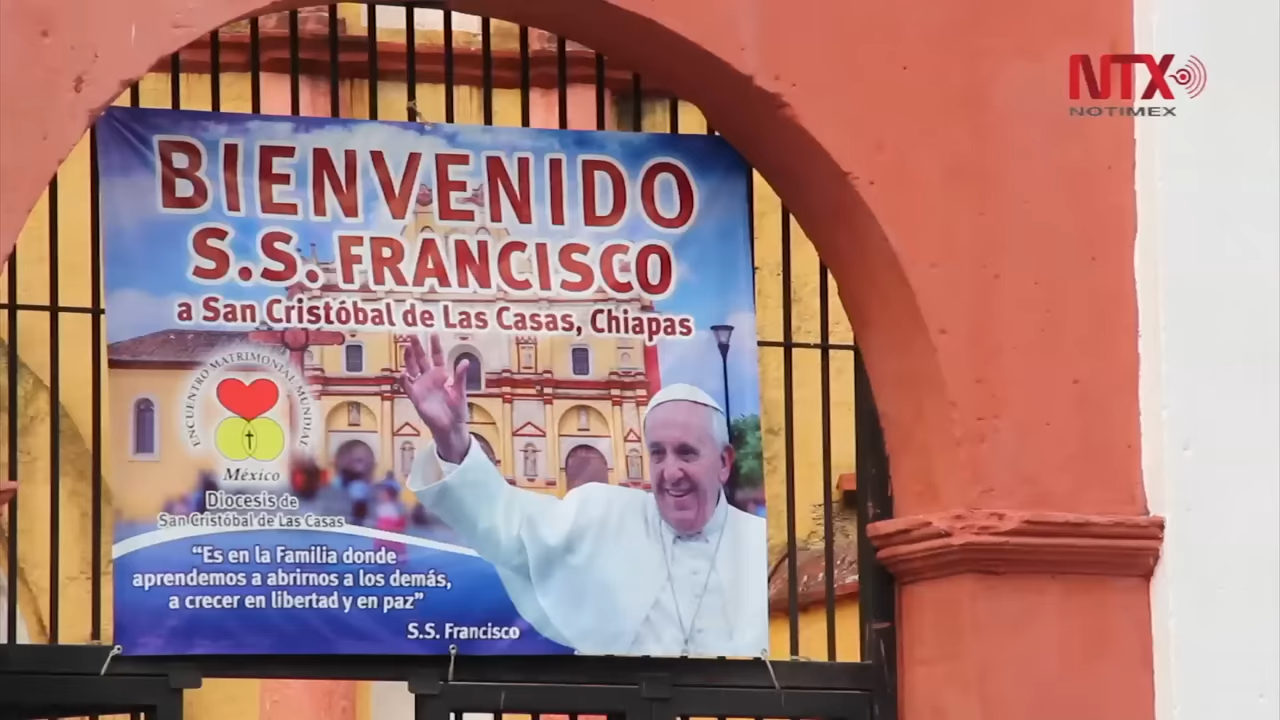 NTX
NOTIMEX
BIENVENIDO
S.S. FRANCISCO
a San Cristóbal de Las Casas, Chiapas
ENCUENTRO MATRIMONIAL MUNDIAL
México
Diocesis de
San Cristóbal de Las Casas
“Es en la Familia donde
aprendemos a abrirnos a los demás,
a crecer en libertad y en paz”
S.S. Francisco